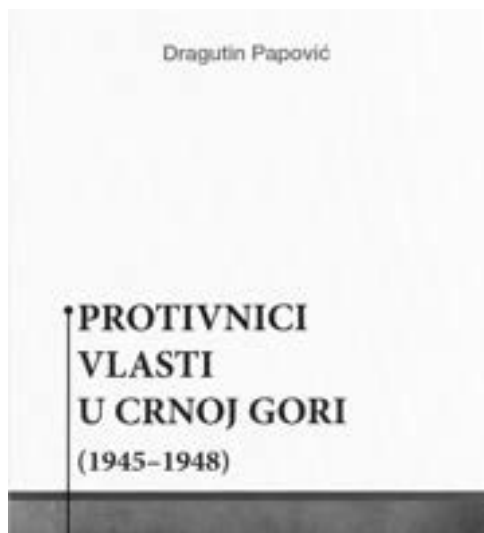 Dragutin Papović
PROTIVNICI
VLASTI
U CRNOJ GORI
(1945–1948)